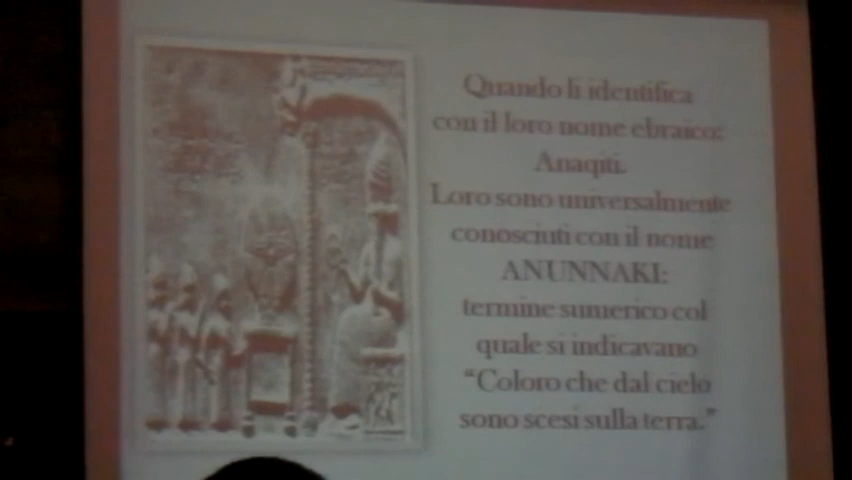 Quando li identifica
con il loro nome ebraico:
Anaqiti.
Loro sono universalmente
conosciuti con il nome
ANUNNAKI:
termine sumerico col
quale si indicavano
“Coloro che dal cielo
sono scesi sulla terra.”